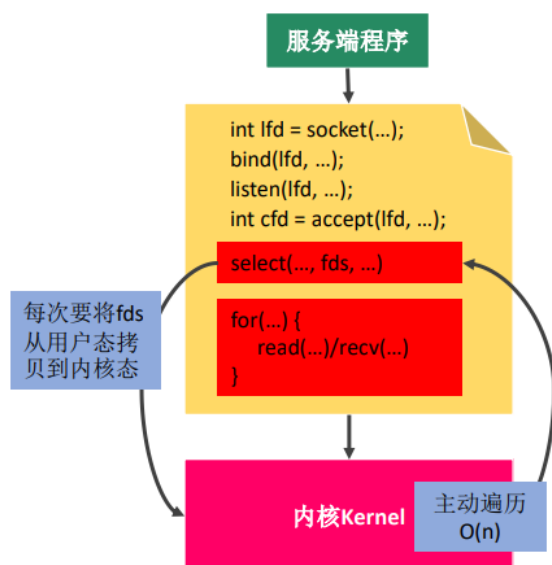 服务端程序
int lfd = socket(…);
bind(lfd, …);
listen(lfd, …);
int cfd = accept(lfd, …);
select(…, fds, …)
每次要将fds
从用户态拷
贝到内核态
for(…) {
read(…)/recv(…)
}
内核Kernel
主动遍历
O(n)